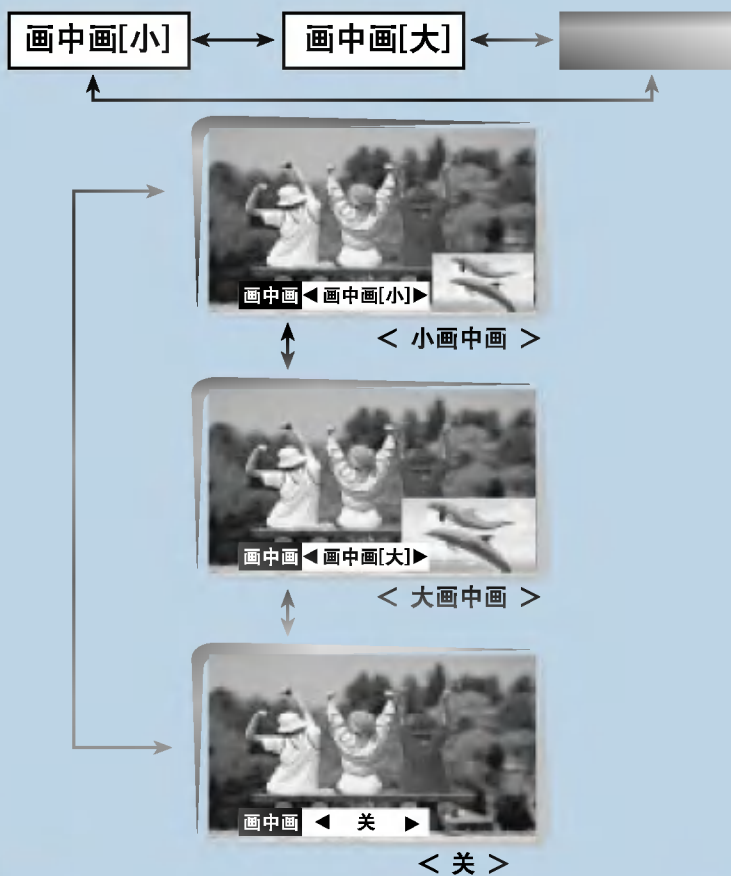 画中画[小] 画中画[大]
画中画 ◀ 画中画[小] ▶
< 小画中画 >
画中画 ◀ 画中画[大] ▶
< 大画中画 >
画中画 ◀ 关 ▶
< 关 >